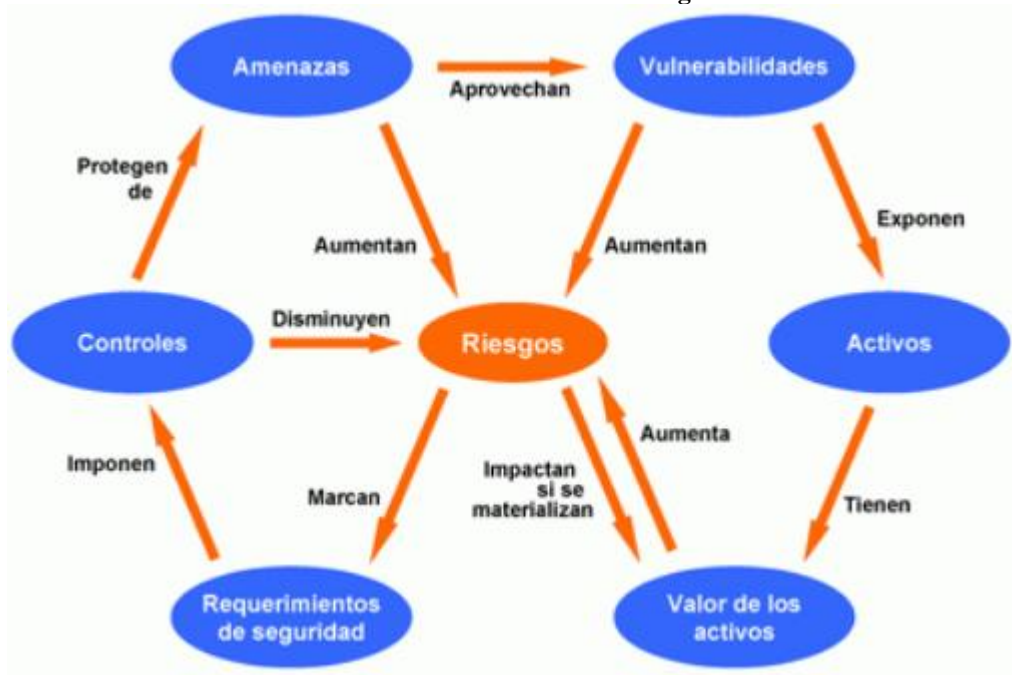 Amenazas
Vulnerabilidades
Aprovechan
Protegen
de
Exponen
Aumentan
Aumentan
Disminuyen
Controles
Riesgos
Activos
Aumenta
Imponen
Impactan
si se
materializan
Marcan
Tienen
Requerimientos
de seguridad
Valor de los
activos